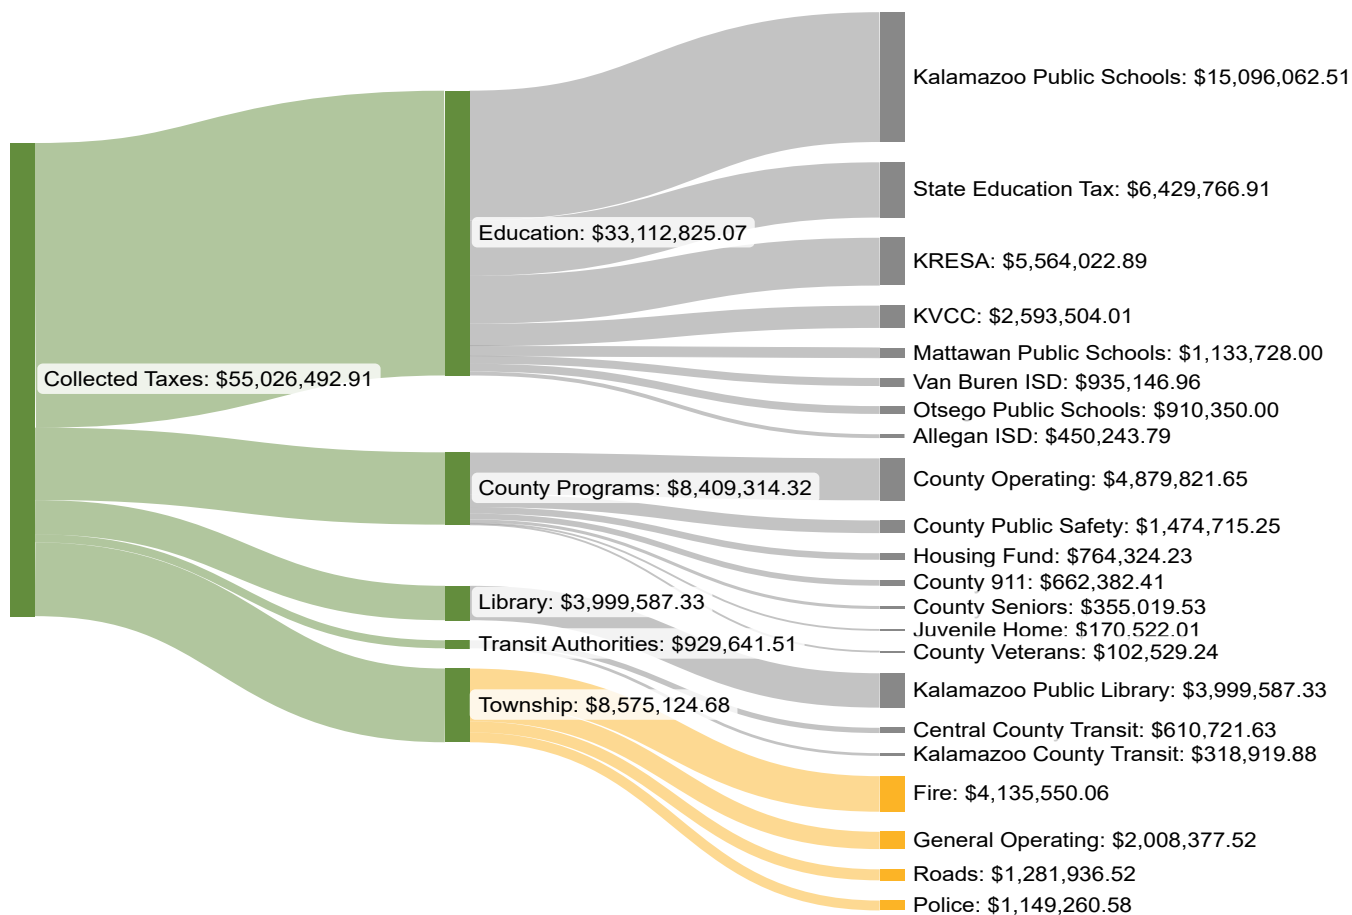 Collected Taxes: $55,026,492.91
Education: $33,112,825.07
County Programs: $8,409,314.32
Library: $3,999,587.33
Transit Authorities: $929,641.51
Township: $8,575,124.68
Kalamazoo Public Schools: $15,096,062.51
State Education Tax: $6,429,766.91
KRESA: $5,564,022.89
KVCC: $2,593,504.01
Mattawan Public Schools: $1,133,728.00
Van Buren ISD: $935,146.96
Otsego Public Schools: $910,350.00
Allegan ISD: $450,243.79
County Operating: $4,879,821.65
County Public Safety: $1,474,715.25
Housing Fund: $764,324.23
County 911: $662,382.41
County Seniors: $355,019.53
Juvenile Home: $170,522.01
County Veterans: $102,529.24
Kalamazoo Public Library: $3,999,587.33
Central County Transit: $610,721.63
Kalamazoo County Transit: $318,919.88
Fire: $4,135,550.06
General Operating: $2,008,377.52
Roads: $1,281,936.52
Police: $1,149,260.58